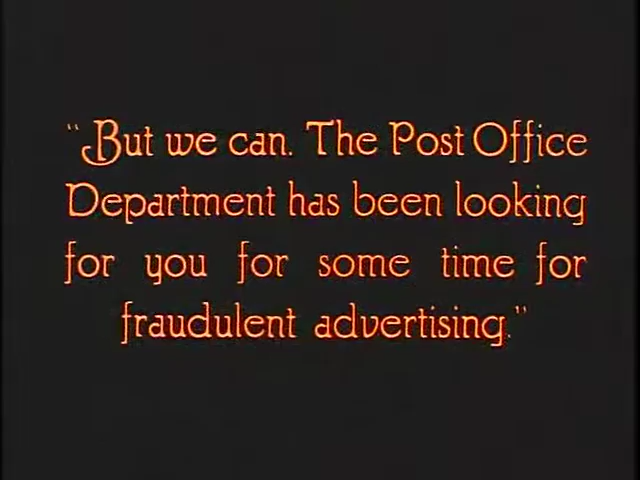 "But we can. The Post Office
Department has been looking
for you for some time for
fraudulent advertising."